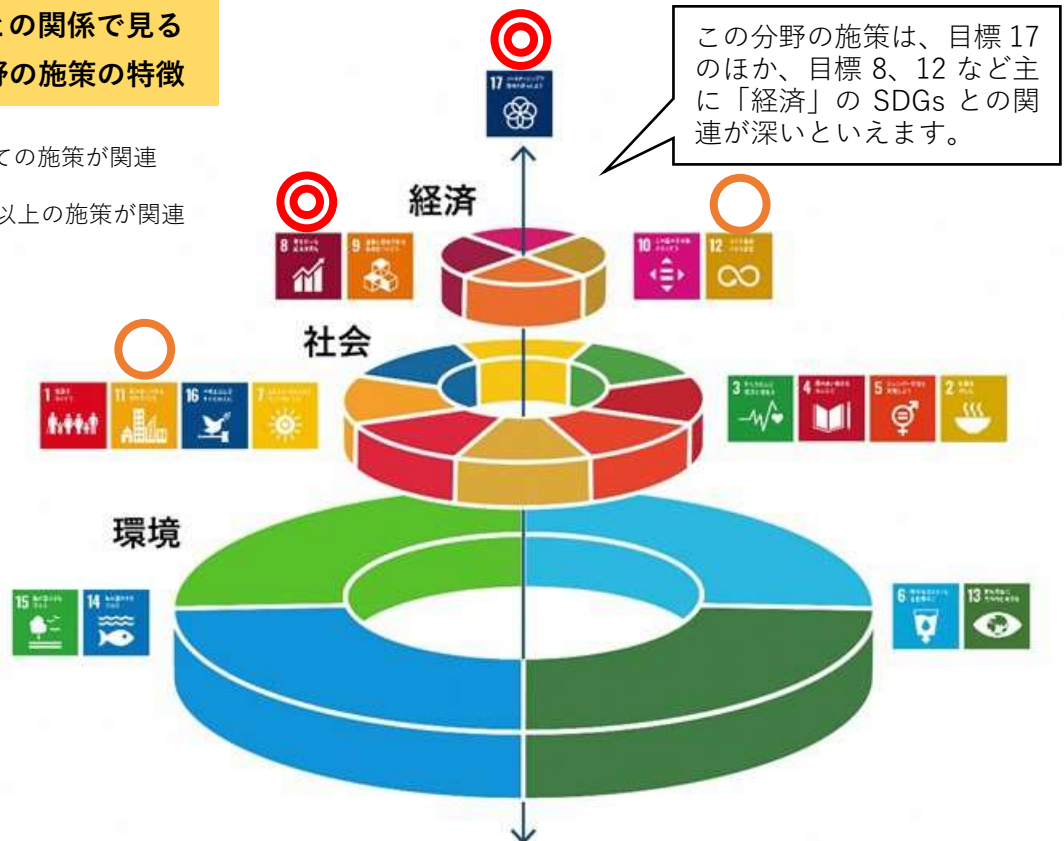 との関係で見る
野の施策の特徴
ての施策が関連
以上の施策が関連
この分野の施策は、目標 17
のほか、目標 8、12 など主
に「経済」の SDGs との関
連が深いといえます。
17
経済
8
9
10
12
社会
1
11
16
7
3
4
5
2
環境
15
14
6
13